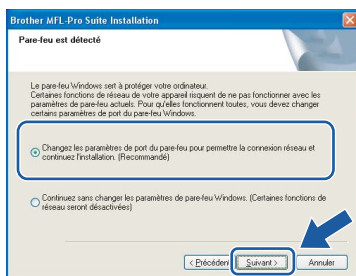 Brother MFL-Pro Suite Installation
Pare-feu est détecté
Le pare-feu Windows sert à protéger votre ordinateur.
Certaines fonctions de réseau de votre appareil risquent de ne pas fonctionner avec les
paramètres de pare-feu actuels. Pour qu'elles fonctionnent toutes, vous devez changer
certains paramètres de port du pare-feu Windows.
Changez les paramètres de port du pare-feu pour permettre la connexion réseau et
continuez l'installation. (Recommandé)
Continuez sans changer les paramètres de pare-feu Windows. (Certaines fonctions de
réseau seront désactivées)
< Précédent
Suivant >
Annuler